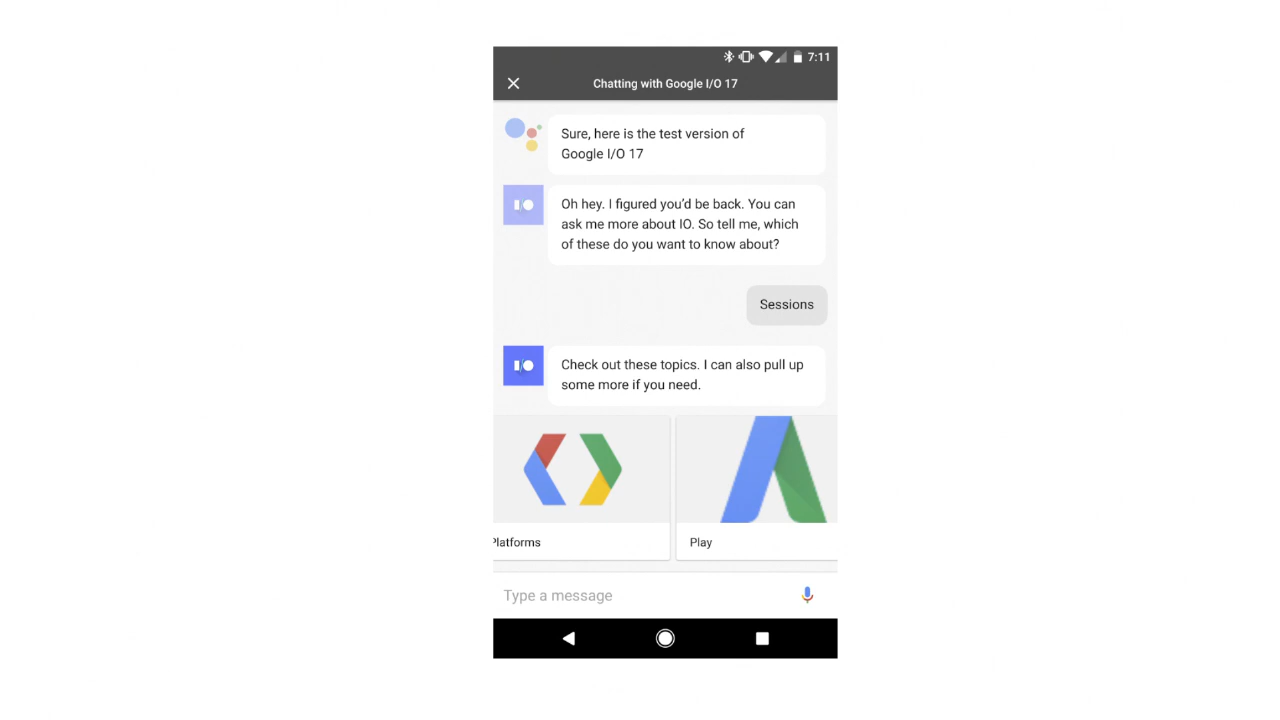 7:11
Chatting with Google I/O 17
Sure, here is the test version of
Google I/O 17
I/O
Oh hey. I figured you'd be back. You can
ask me more about IO. So tell me, which
of these do you want to know about?
Sessions
I/O
Check out these topics. I can also pull up
some more if you need.
Platforms
Play
Type a message